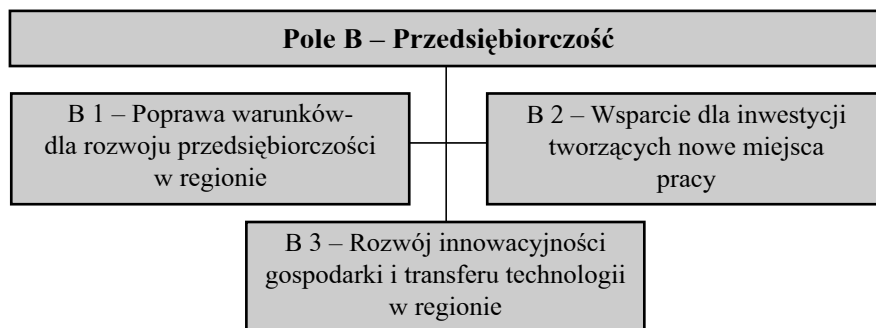 Pole B – Przedsiębiorczość
B 1 – Poprawa warunków-
dla rozwoju przedsiębiorczości
w regionie
B 2 – Wsparcie dla inwestycji
tworzących nowe miejsca
pracy
B 3 – Rozwój innowacyjności
gospodarki i transferu technologii
w regionie